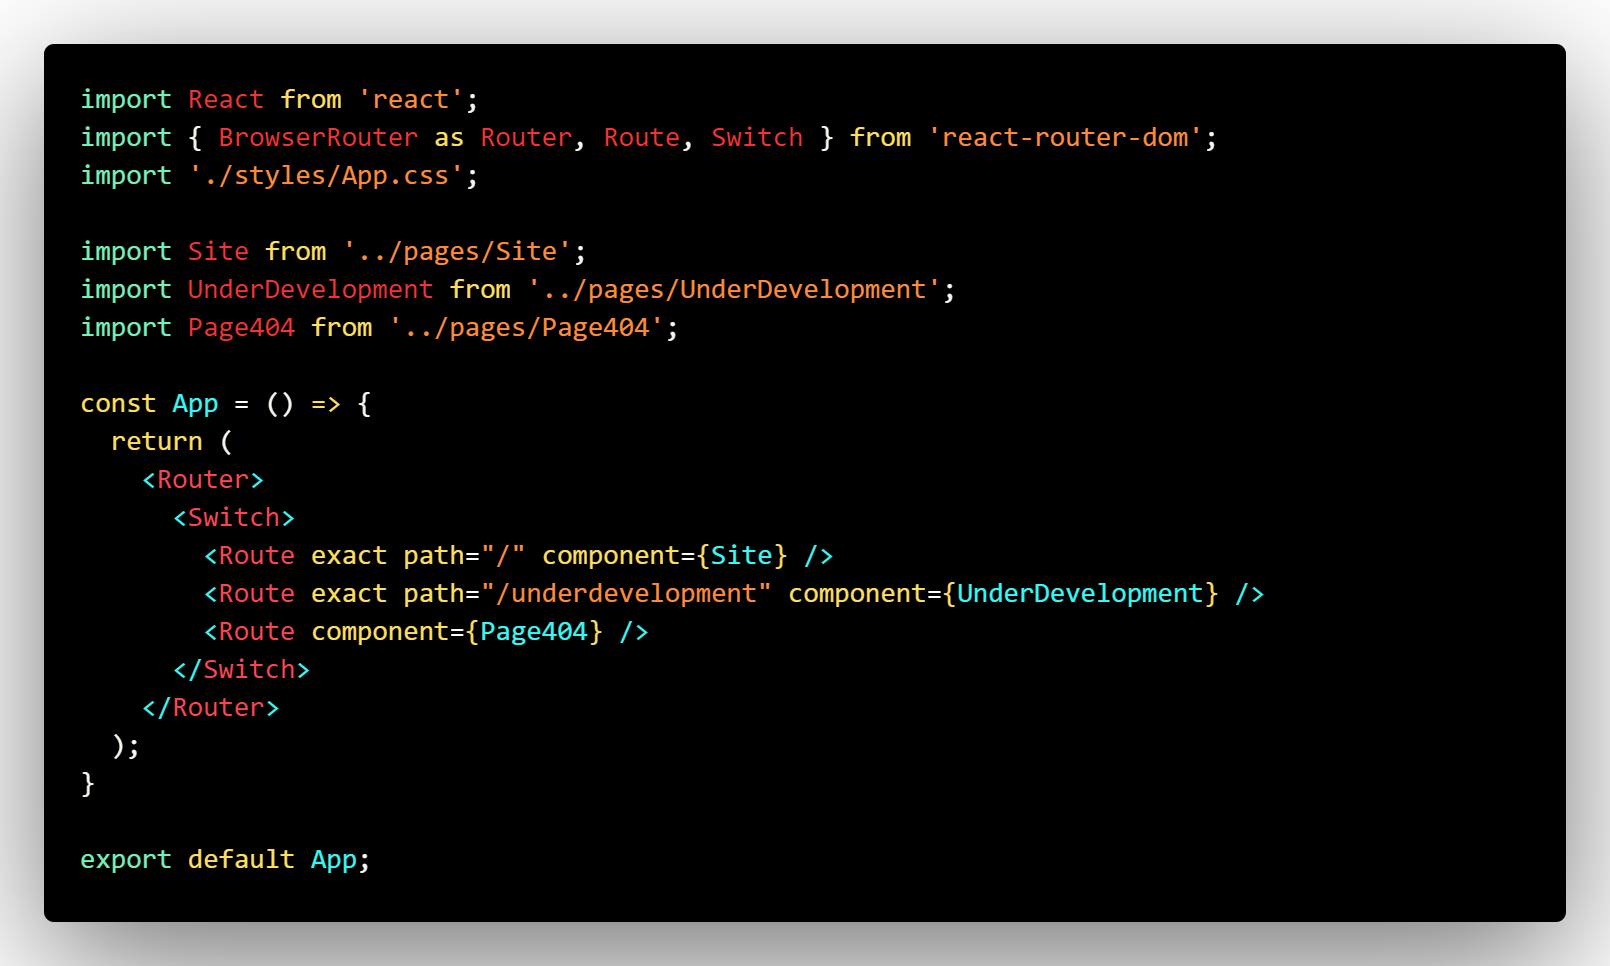 import React from 'react';
import { BrowserRouter as Router, Route, Switch } from 'react-router-dom';
import './styles/App.css';

import Site from '../pages/Site';
import UnderDevelopment from '../pages/UnderDevelopment';
import Page404 from '../pages/Page404';

const App = () => {
  return (
    <Router>
      <Switch>
        <Route exact path="/" component={Site} />
        <Route exact path="/underdevelopment" component={UnderDevelopment} />
        <Route component={Page404} />
      </Switch>
    </Router>
  );
}

export default App;